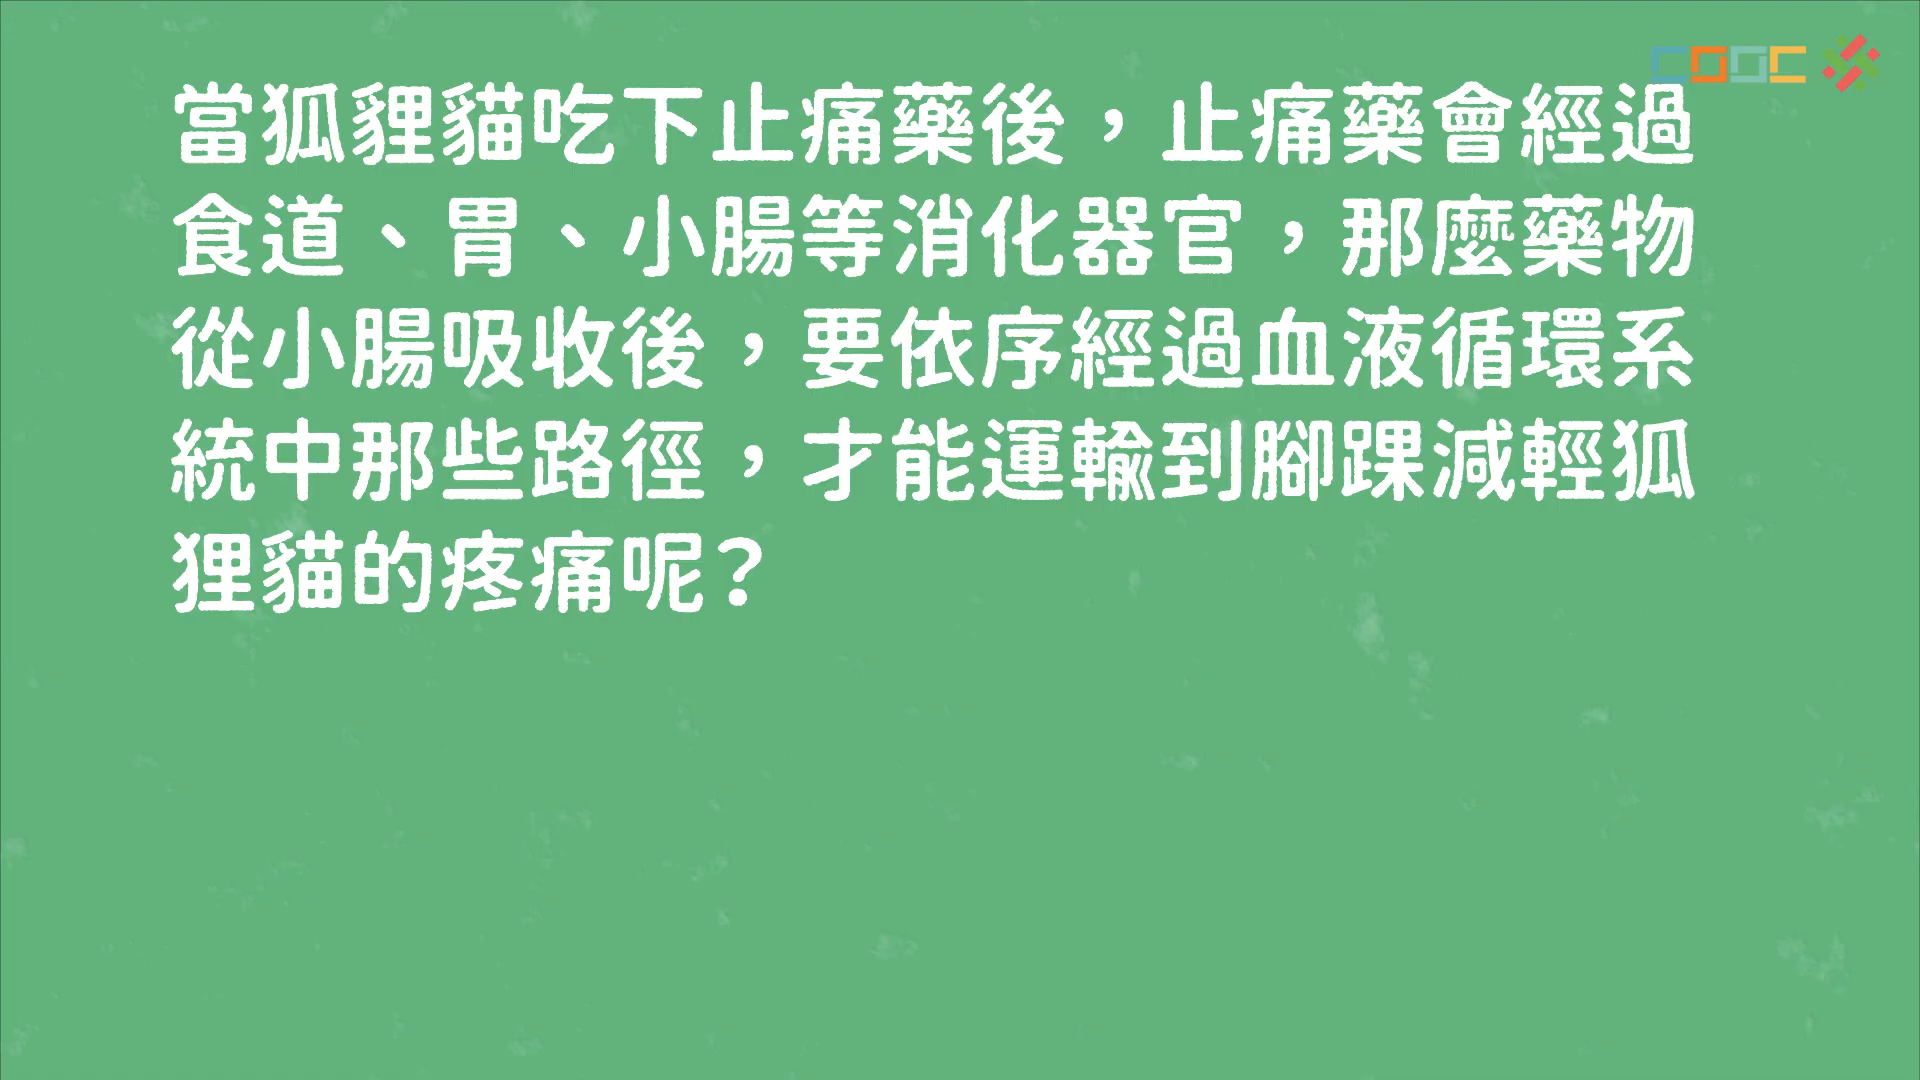 當狐貍貓吃下止痛藥後，止痛藥會經過
食道、胃、小腸等消化器官，那麼藥物
從小腸吸收後，要依序經過血液循環系
統中那些路徑，才能運輸到腳踝減輕狐
狸貓的疼痛呢？
COOC